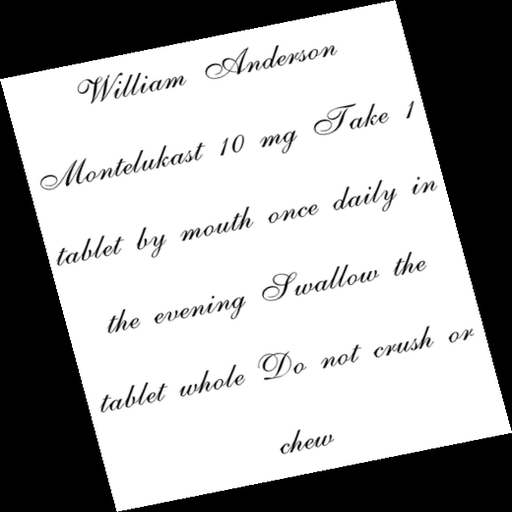 William Anderson
Montelukast 10 mg Take 1
tablet by mouth once daily in
the evening Swallow the
tablet whole Do not crush or
chew